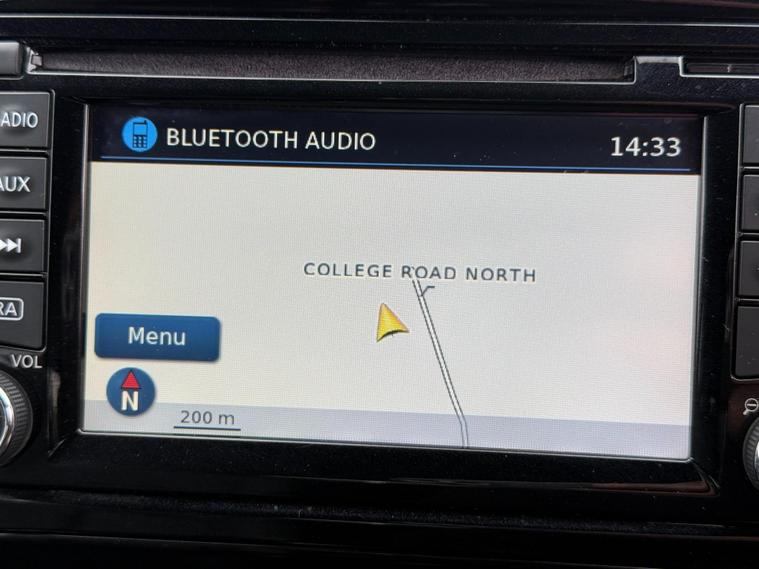 BLUETOOTH AUDIO
14:33
ADIO
AUX
COLLEGE ROAD NORTH
RA
Menu
VOL
N
200 m